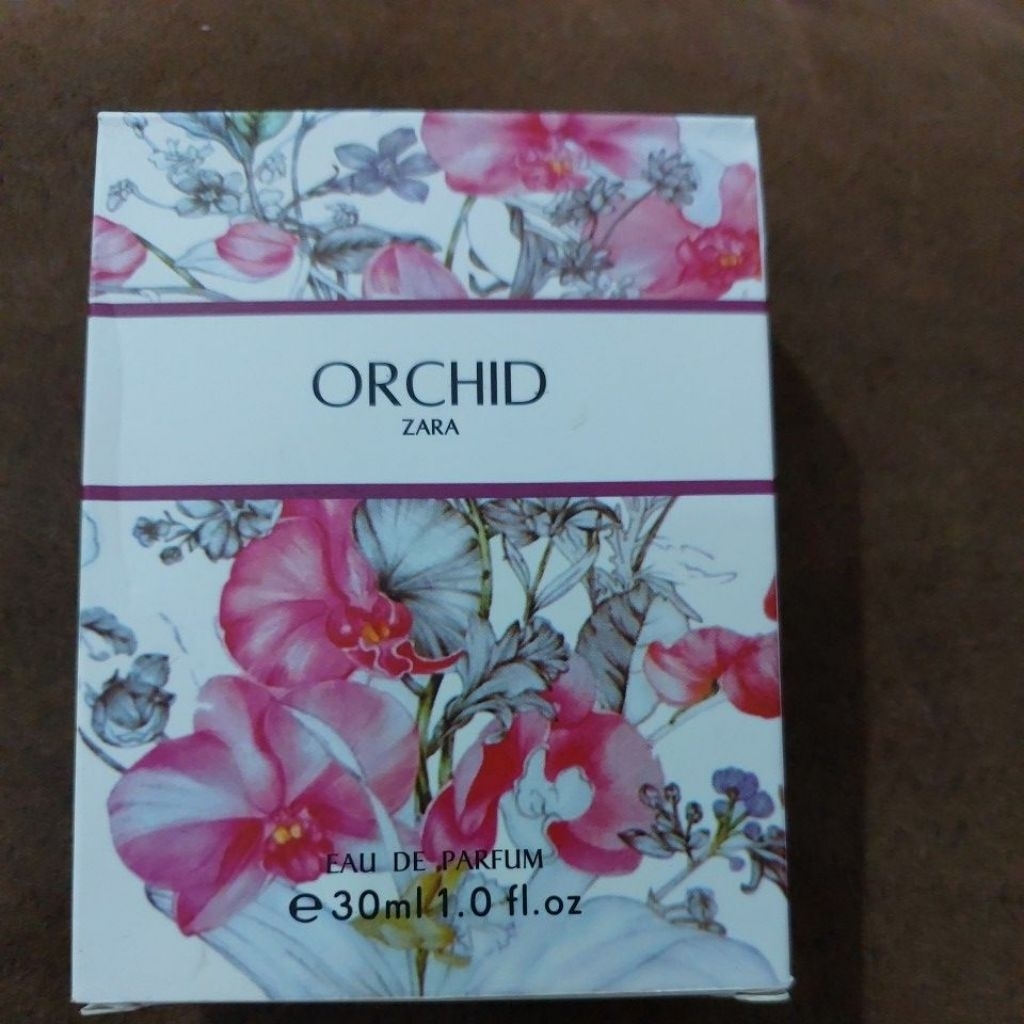 ORCHID
ZARA
EAU DE PARFUM
e 30ml 1.0 fl.oz